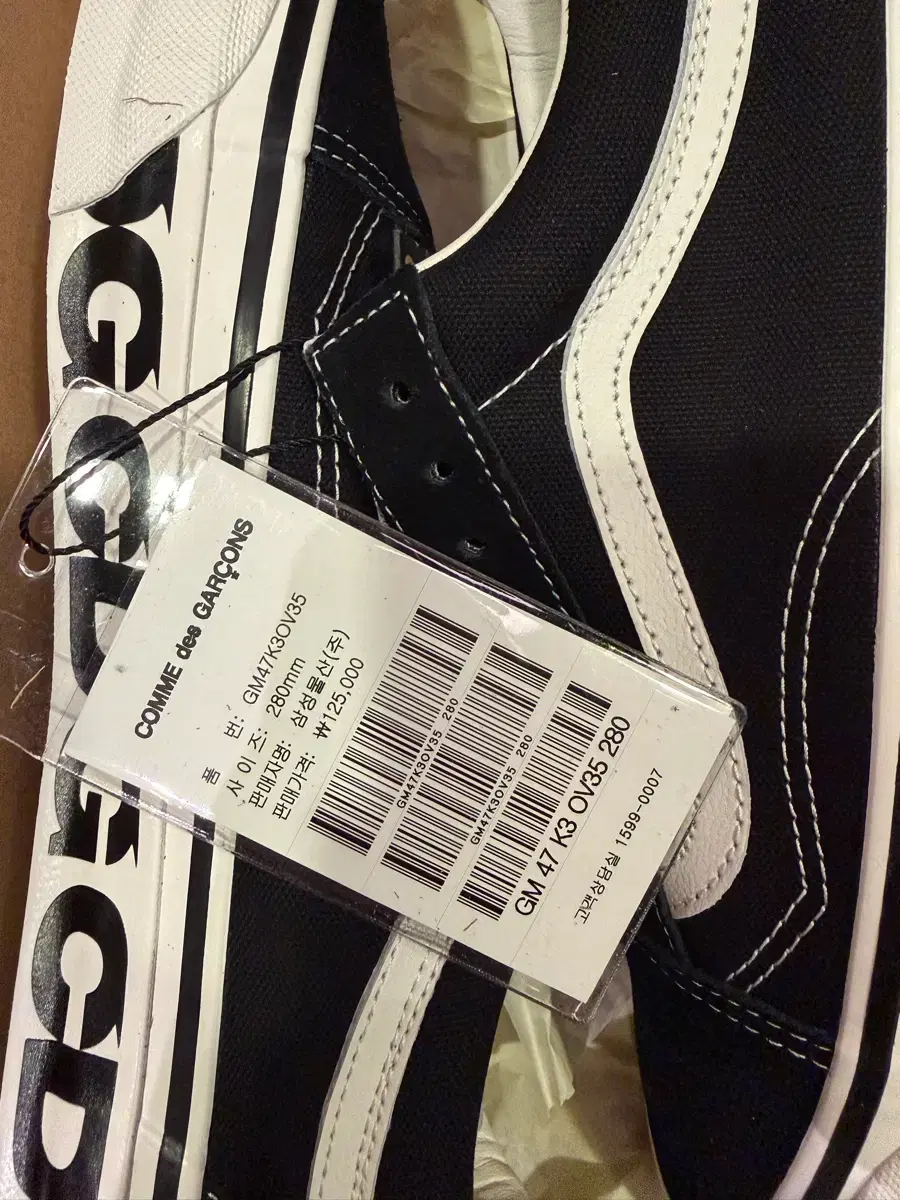 COMME des GARÇONS
품 번: GM47K3OV35
사 이 즈: 280mm
판매자명: 삼성물산(주)
판매가격: ₩125,000
GM47K3OV35 280
GM47K3OV35 280
GM 47 K3 OV35 280
고객상담실 1599-0007
CDG
CDG
CD